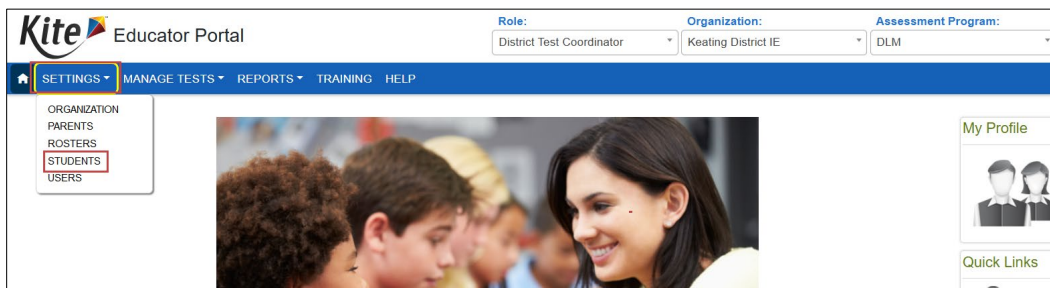 Kite Educator Portal
Role:
District Test Coordinator
Organization:
Keating District IE
Assessment Program:
DLM
SETTINGS MANAGE TESTS REPORTS TRAINING HELP
ORGANIZATION
PARENTS
ROSTERS
STUDENTS
USERS
My Profile
Quick Links